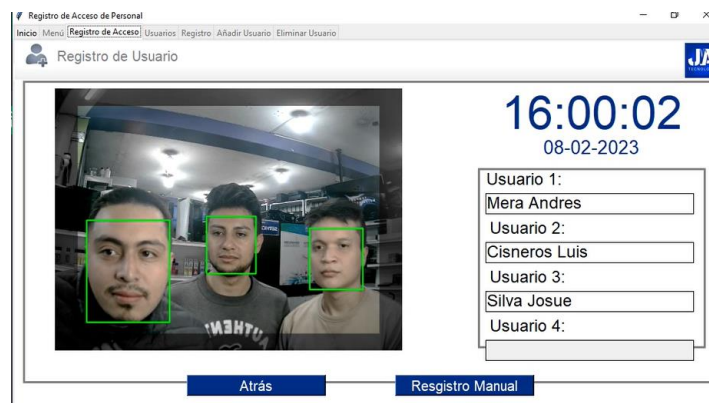 Registro de Acceso de Personal
Inicio Menú Registro de Acceso Usuarios Registro Añadir Usuario Eliminar Usuario
Registro de Usuario
JA
16:00:02
08-02-2023
Usuario 1:
Mera Andres
Usuario 2:
Cisneros Luis
Usuario 3:
Silva Josue
Usuario 4:
AUTHENT
Atrás
Resgistro Manual